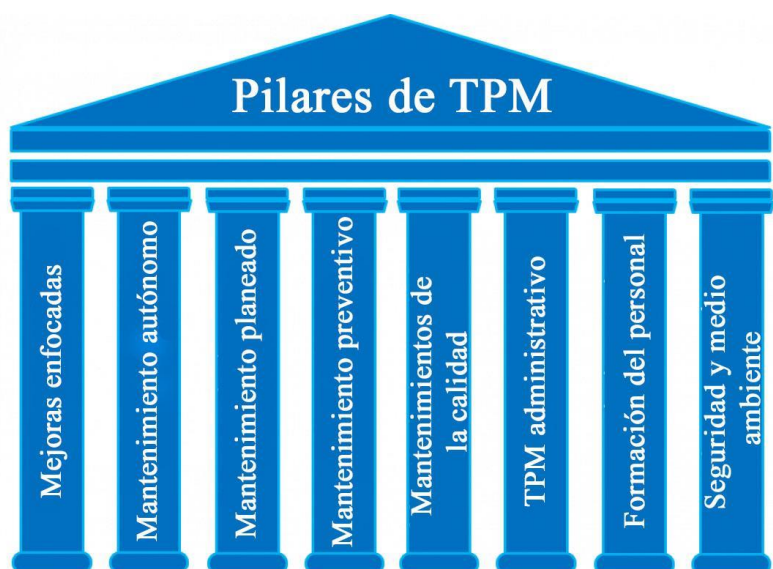 Pilares de TPM
Mejoras enfocadas
Mantenimiento autónomo
Mantenimiento planeado
Mantenimiento preventivo
Mantenimientos de
la calidad
TPM administrativo
Formación del personal
Seguridad y medio
ambiente